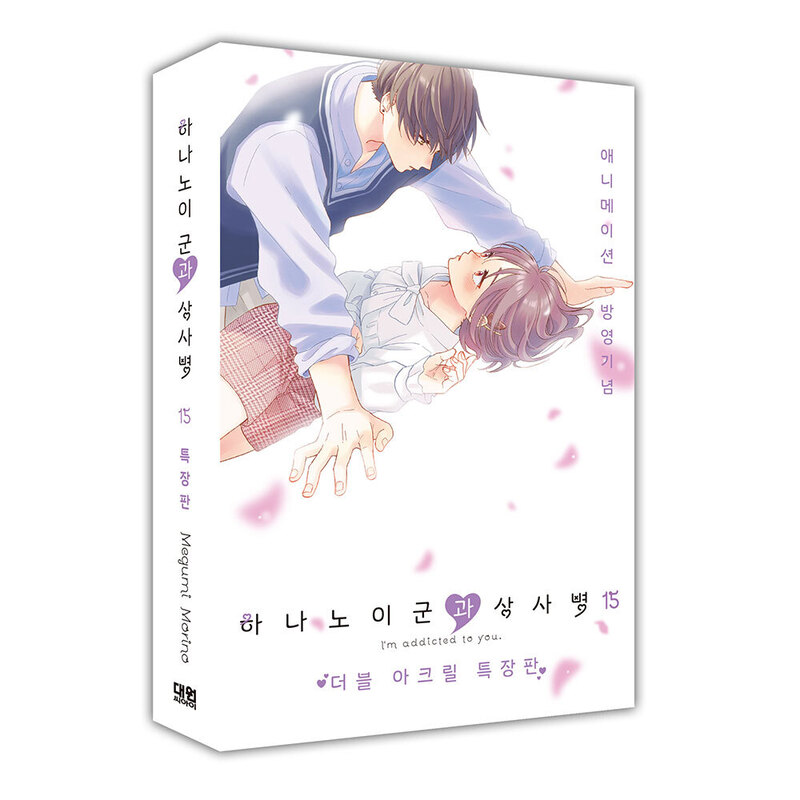 하나노이 군과 상사병
15
특장판
Megumi Morino
대원
씨아이
애니메이션 방영기념
하나노이 군과 상사병 15
I'm addicted to you.
더블 아크릴 특장판